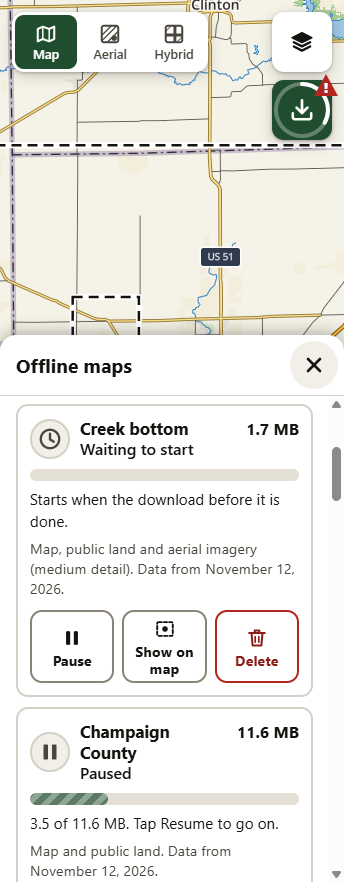 Clinton
Map
Aerial
Hybrid
US 51
Offline maps
Creek bottom
1.7 MB
Waiting to start
Starts when the download before it is
done.
Map, public land and aerial imagery
(medium detail). Data from November 12,
2026.
Pause
Show on
map
Delete
Champaign
County
11.6 MB
Paused
3.5 of 11.6 MB. Tap Resume to go on.
Map and public land. Data from
November 12, 2026.